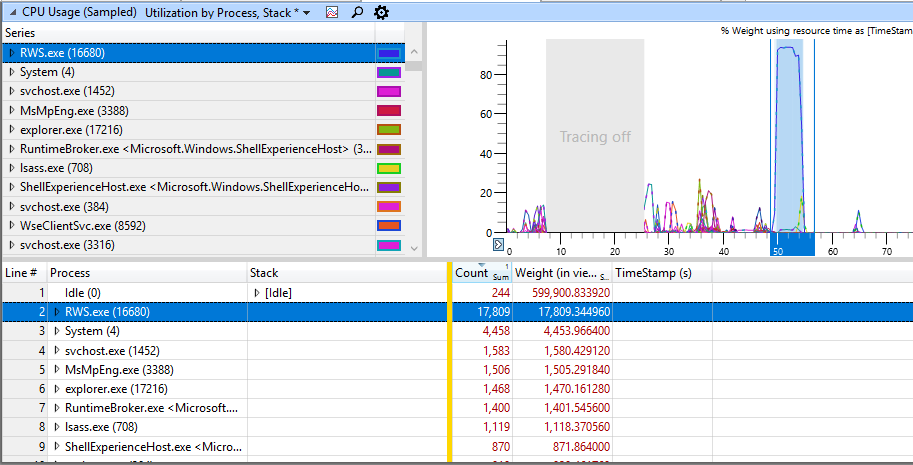 CPU Usage (Sampled) Utilization by Process, Stack *
Series
% Weight using resource time as [TimeStam
RWS.exe (16680)
System (4)
svchost.exe (1452)
MsMpEng.exe (3388)
explorer.exe (17216)
RuntimeBroker.exe <Microsoft.Windows.ShellExperienceHost> (3...
lsass.exe (708)
ShellExperienceHost.exe <Microsoft.Windows.ShellExperienceHo...
svchost.exe (384)
WseClientSvc.exe (8592)
svchost.exe (3316)
80
60
40
20
0
Tracing off
0 10 20 30 40 50 60 70
Line # Process Stack Count Sum Weight (in vie... S... TimeStamp (s)
1 Idle (0) [Idle] 244 599,900.833920
2 RWS.exe (16680) 17,809 17,809.344960
3 System (4) 4,458 4,453.966400
4 svchost.exe (1452) 1,583 1,580.429120
5 MsMpEng.exe (3388) 1,506 1,505.291840
6 explorer.exe (17216) 1,468 1,470.161280
7 RuntimeBroker.exe <Microsoft.... 1,400 1,401.545600
8 lsass.exe (708) 1,119 1,118.370560
9 ShellExperienceHost.exe <Micro... 870 871.864000